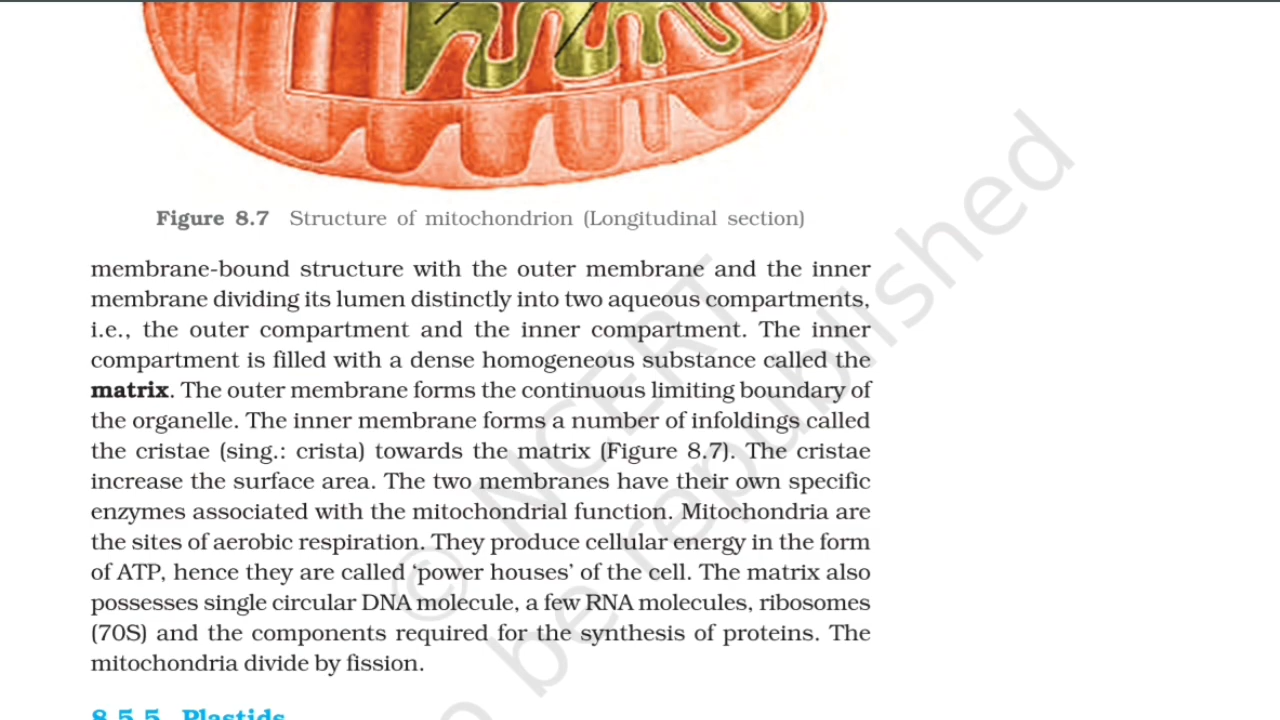 Figure 8.7 Structure of mitochondrion (Longitudinal section)
membrane-bound structure with the outer membrane and the inner
membrane dividing its lumen distinctly into two aqueous compartments,
i.e., the outer compartment and the inner compartment. The inner
compartment is filled with a dense homogeneous substance called the
matrix. The outer membrane forms the continuous limiting boundary of
the organelle. The inner membrane forms a number of infoldings called
the cristae (sing.: crista) towards the matrix (Figure 8.7). The cristae
increase the surface area. The two membranes have their own specific
enzymes associated with the mitochondrial function. Mitochondria are
the sites of aerobic respiration. They produce cellular energy in the form
of ATP, hence they are called ‘power houses’ of the cell. The matrix also
possesses single circular DNA molecule, a few RNA molecules, ribosomes
(70S) and the components required for the synthesis of proteins. The
mitochondria divide by fission.
8.5.5 Plastids
© NCERT
be republished